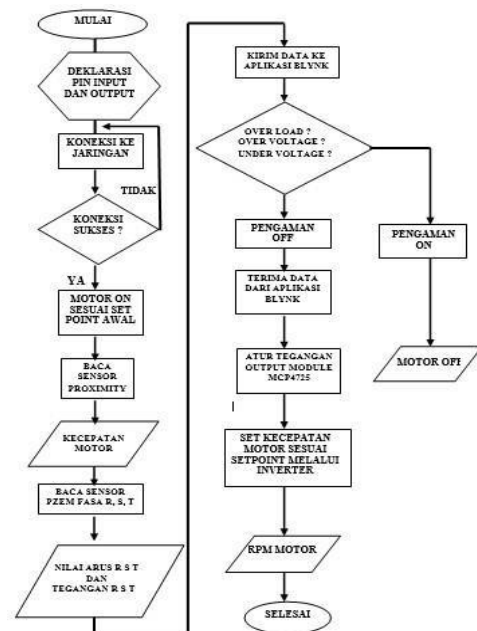 MULAI
DEKLARASI
PIN INPUT
DAN OUTPUT
KONEKSI KE
JARINGAN
TIDAK
KONEKSI
SUKSES ?
YA
MOTOR ON
SESUAI SET
POINT AWAL
BACA
SENSOR
PROXIMITY
KECEPATAN
MOTOR
BACA SENSOR
PZEM FASA R, S, T
NILAI ARUS R S T
DAN
TEGANGAN R S T
KIRIM DATA KE
APLIKASI BLYNK
OVER LOAD ?
OVER VOLTAGE ?
UNDER VOLTAGE ?
PENGAMAN
OFF
PENGAMAN
ON
TERIMA DATA
DARI APLIKASI
BLYNK
MOTOR OFF
ATUR TEGANGAN
OUTPUT MODULE
MCP4725
SET KECEPATAN
MOTOR SESUAI
SETPOINT MELALUI
INVERTER
RPM MOTOR
SELESAI